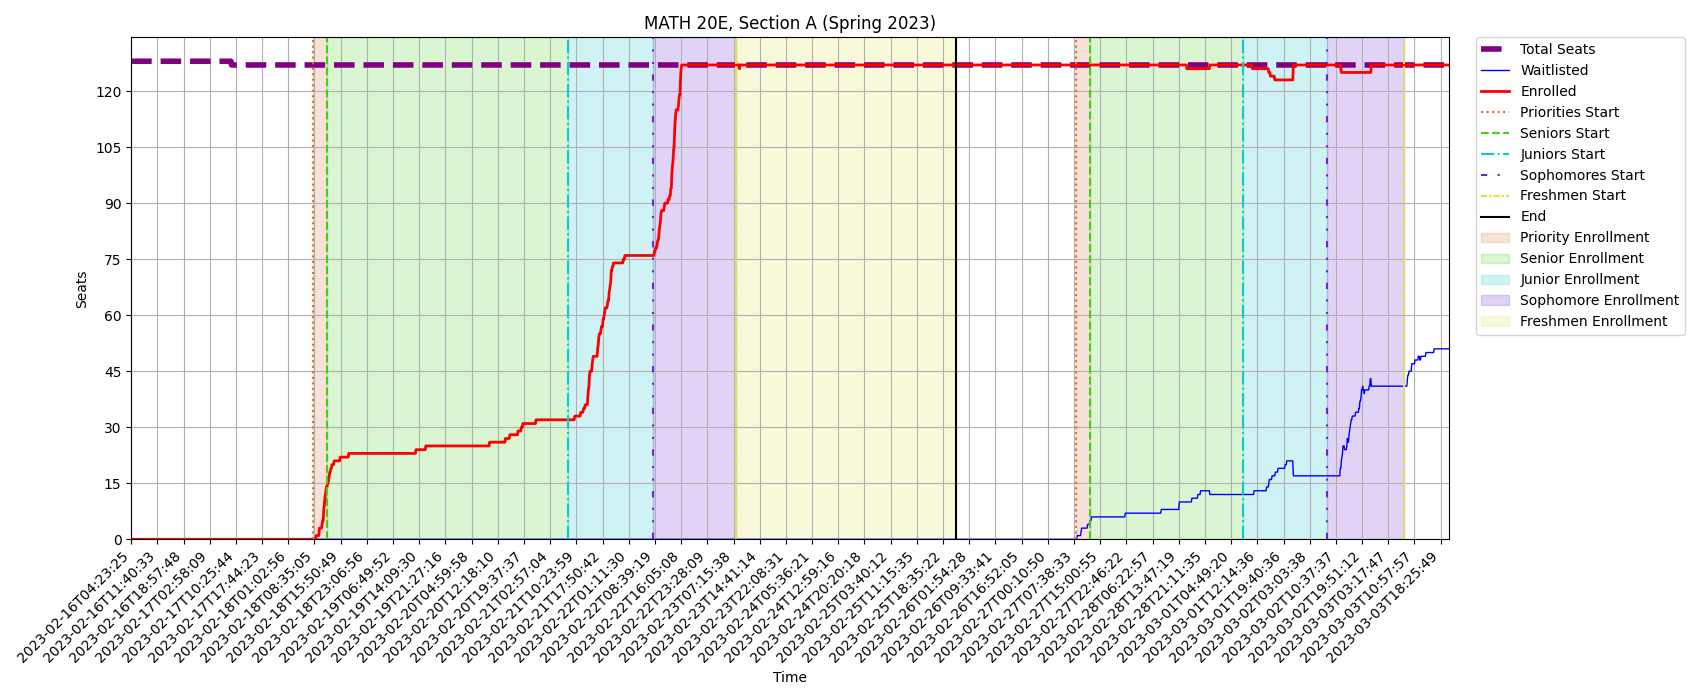 MATH 20E, Section A (Spring 2023)
Seats
120
105
90
75
60
45
30
15
0
2023-02-16T04:23:25
2023-02-16T11:40:33
2023-02-16T18:57:48
2023-02-17T02:58:09
2023-02-17T10:25:44
2023-02-17T17:44:23
2023-02-18T01:02:56
2023-02-18T08:35:05
2023-02-18T15:50:49
2023-02-18T23:06:56
2023-02-19T06:49:52
2023-02-19T14:09:30
2023-02-19T21:27:16
2023-02-20T04:59:58
2023-02-20T12:18:10
2023-02-20T19:37:37
2023-02-21T02:57:04
2023-02-21T10:23:59
2023-02-21T17:50:42
2023-02-22T01:11:30
2023-02-22T08:39:19
2023-02-22T16:05:08
2023-02-22T23:28:09
2023-02-23T07:15:38
2023-02-23T14:41:14
2023-02-23T22:08:31
2023-02-24T05:36:21
2023-02-24T12:59:16
2023-02-24T20:20:18
2023-02-25T03:40:12
2023-02-25T11:15:35
2023-02-25T18:35:22
2023-02-26T01:54:28
2023-02-26T09:33:41
2023-02-26T16:52:05
2023-02-27T00:10:50
2023-02-27T07:38:33
2023-02-27T15:00:55
2023-02-27T22:46:22
2023-02-28T06:22:57
2023-02-28T13:47:19
2023-02-28T21:11:35
2023-03-01T04:49:20
2023-03-01T12:14:36
2023-03-01T19:40:36
2023-03-02T03:03:38
2023-03-02T10:37:37
2023-03-02T19:51:12
2023-03-03T03:17:47
2023-03-03T10:57:57
2023-03-03T18:25:49
Time
Total Seats
Waitlisted
Enrolled
Priorities Start
Seniors Start
Juniors Start
Sophomores Start
Freshmen Start
End
Priority Enrollment
Senior Enrollment
Junior Enrollment
Sophomore Enrollment
Freshmen Enrollment